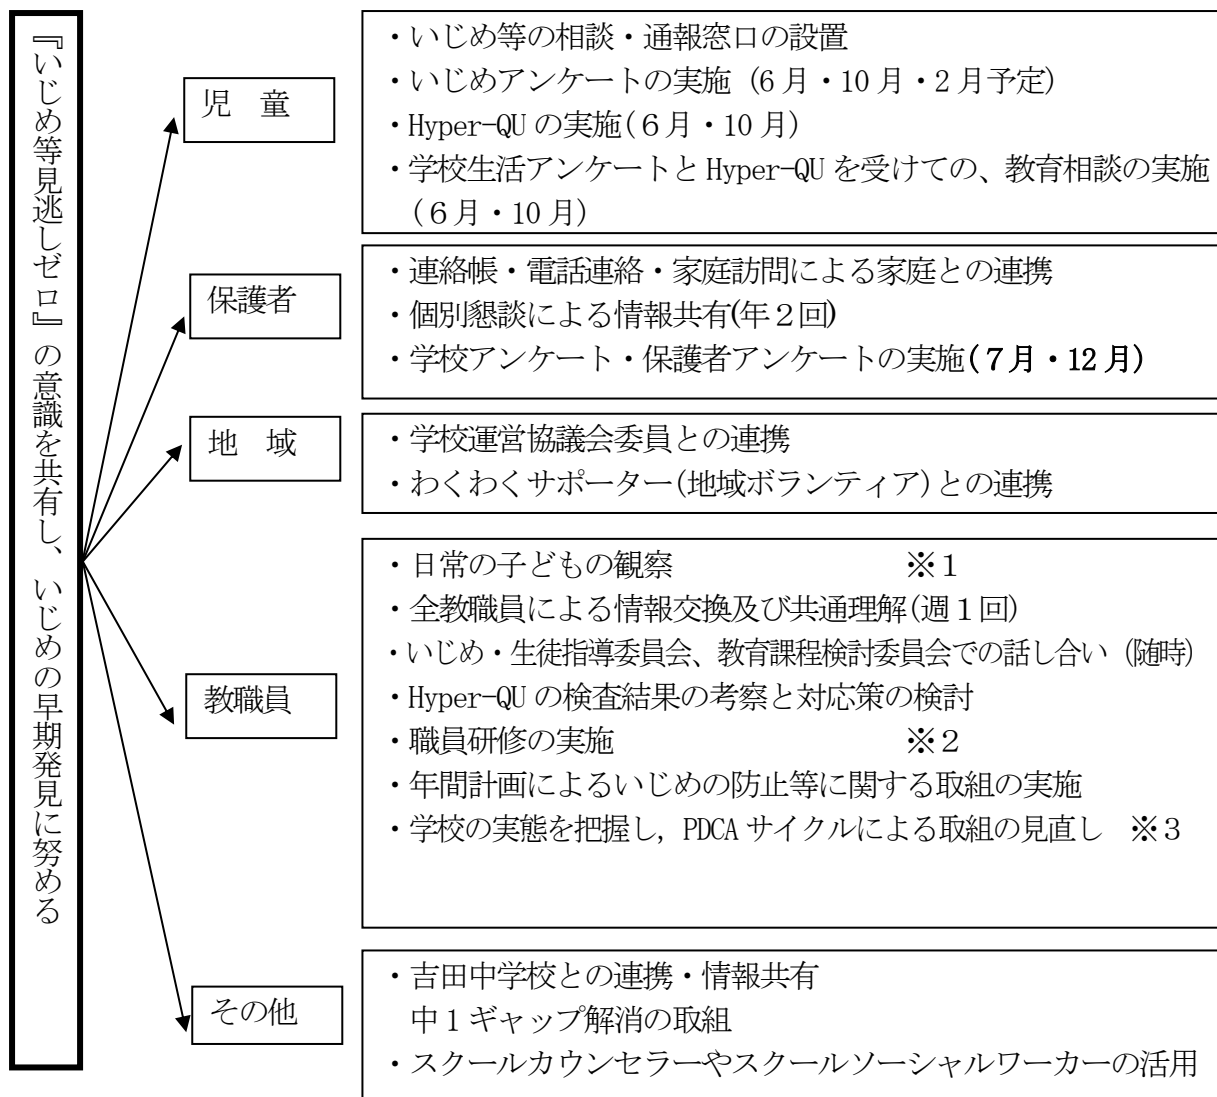 『いじめ等見逃しゼロ』の意識を共有し、いじめの早期発見に努める
児　童
・いじめ等の相談・通報窓口の設置
・いじめアンケートの実施（6月・10月・2月予定）
・Hyper-QUの実施(６月・10月)
・学校生活アンケートとHyper-QUを受けての、教育相談の実施
(６月・10月)
保護者
・連絡帳・電話連絡・家庭訪問による家庭との連携
・個別懇談による情報共有(年２回)
・学校アンケート・保護者アンケートの実施(７月・12月)
地　域
・学校運営協議会委員との連携
・わくわくサポーター(地域ボランティア)との連携
教職員
・日常の子どもの観察　　　　　　　※１
・全教職員による情報交換及び共通理解(週１回)
・いじめ・生徒指導委員会、教育課程検討委員会での話し合い（随時）
・Hyper-QUの検査結果の考察と対応策の検討
・職員研修の実施　　　　　　　　　※２
・年間計画によるいじめの防止等に関する取組の実施
・学校の実態を把握し，PDCAサイクルによる取組の見直し　※３
その他
・吉田中学校との連携・情報共有
中１ギャップ解消の取組
・スクールカウンセラーやスクールソーシャルワーカーの活用